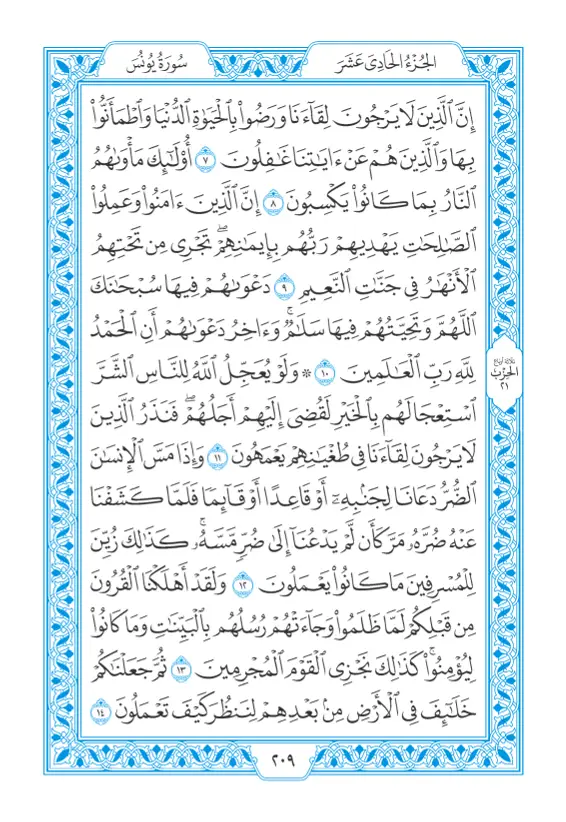 الجُزْءُ الحَادِى عَشَرَ
سُورَةُ يُونُسَ
إِنَّ ٱلَّذِينَ لَا يَرۡجُونَ لِقَآءَنَا وَرَضُواْ بِٱلۡحَيَوٰةِ ٱلدُّنۡيَا وَٱطۡمَأَنُّواْ
بِهَا وَٱلَّذِينَ هُمۡ عَنۡ ءَايَٰتِنَا غَٰفِلُونَ ٧ أُوْلَٰٓئِكَ مَأۡوَىٰهُمُ
ٱلنَّارُ بِمَا كَانُواْ يَكۡسِبُونَ ٨ إِنَّ ٱلَّذِينَ ءَامَنُواْ وَعَمِلُواْ
ٱلصَّٰلِحَٰتِ يَهۡدِيهِمۡ رَبُّهُم بِإِيمَٰنِهِمۡۖ تَجۡرِي مِن تَحۡتِهِمُ
ٱلۡأَنۡهَٰرُ فِي جَنَّٰتِ ٱلنَّعِيمِ ٩ دَعۡوَىٰهُمۡ فِيهَا سُبۡحَٰنَكَ
ٱللَّهُمَّ وَتَحِيَّتُهُمۡ فِيهَا سَلَٰمٞۚ وَءَاخِرُ دَعۡوَىٰهُمۡ أَنِ ٱلۡحَمۡدُ
لِلَّهِ رَبِّ ٱلۡعَٰلَمِينَ ١٠ ۞ وَلَوۡ يُعَجِّلُ ٱللَّهُ لِلنَّاسِ ٱلشَّرَّ
ٱسۡتِعۡجَالَهُم بِٱلۡخَيۡرِ لَقُضِيَ إِلَيۡهِمۡ أَجَلُهُمۡۖ فَنَذَرُ ٱلَّذِينَ
لَا يَرۡجُونَ لِقَآءَنَا فِي طُغۡيَٰنِهِمۡ يَعۡمَهُونَ ١١ وَإِذَا مَسَّ ٱلۡإِنسَٰنَ
ٱلضُّرُّ دَعَانَا لِجَنۢبِهِۦٓ أَوۡ قَاعِدًا أَوۡ قَآئِمٗا فَلَمَّا كَشَفۡنَا
عَنۡهُ ضُرَّهُۥ مَرَّ كَأَن لَّمۡ يَدۡعُنَآ إِلَىٰ ضُرّٖ مَّسَّهُۥۚ كَذَٰلِكَ زُيِّنَ
لِلۡمُسۡرِفِينَ مَا كَانُواْ يَعۡمَلُونَ ١٢ وَلَقَدۡ أَهۡلَكۡنَا ٱلۡقُرُونَ
مِن قَبۡلِكُمۡ لَمَّا ظَلَمُواْ وَجَآءَتۡهُمۡ رُسُلُهُم بِٱلۡبَيِّنَٰتِ وَمَا كَانُواْ
لِيُؤۡمِنُواْۚ كَذَٰلِكَ نَجۡزِي ٱلۡقَوۡمَ ٱلۡمُجۡرِمِينَ ١٣ ثُمَّ جَعَلۡنَٰكُمۡ
خَلَٰٓئِفَ فِي ٱلۡأَرۡضِ مِنۢ بَعۡدِهِمۡ لِنَنظُرَ كَيۡفَ تَعۡمَلُونَ ١٤
ثلاثة أرباع
الحِزْب
٢١
٢٠٩